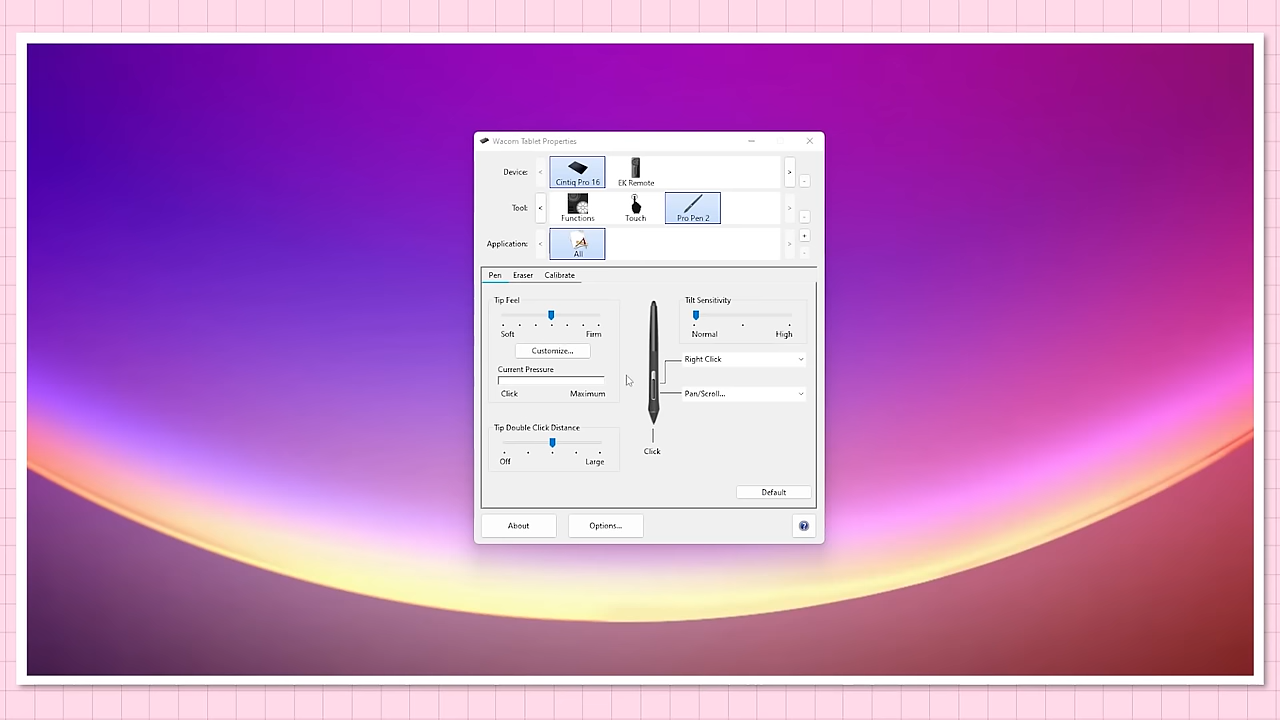 Wacom Tablet Properties
Device:
Cintiq Pro 16
EK Remote
Tool:
Functions
Touch
Pro Pen 2
Application:
All
Pen Eraser Calibrate
Tip Feel
Soft Firm
Customize...
Current Pressure
Click Maximum
Tip Double Click Distance
Off Large
Click
Tilt Sensitivity
Normal High
Right Click
Pan/Scroll...
Default
About
Options...
?